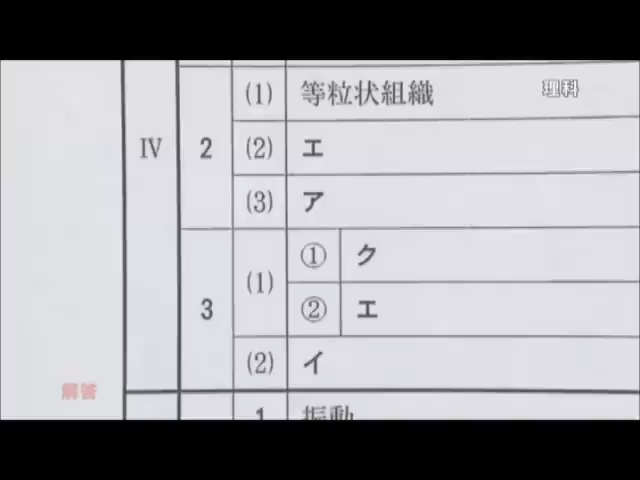 理科
(1) 等粒状組織
Ⅳ 2 (2) エ
(3) ア
① ク
3 (1)
② エ
(2) イ
解答
1 振動